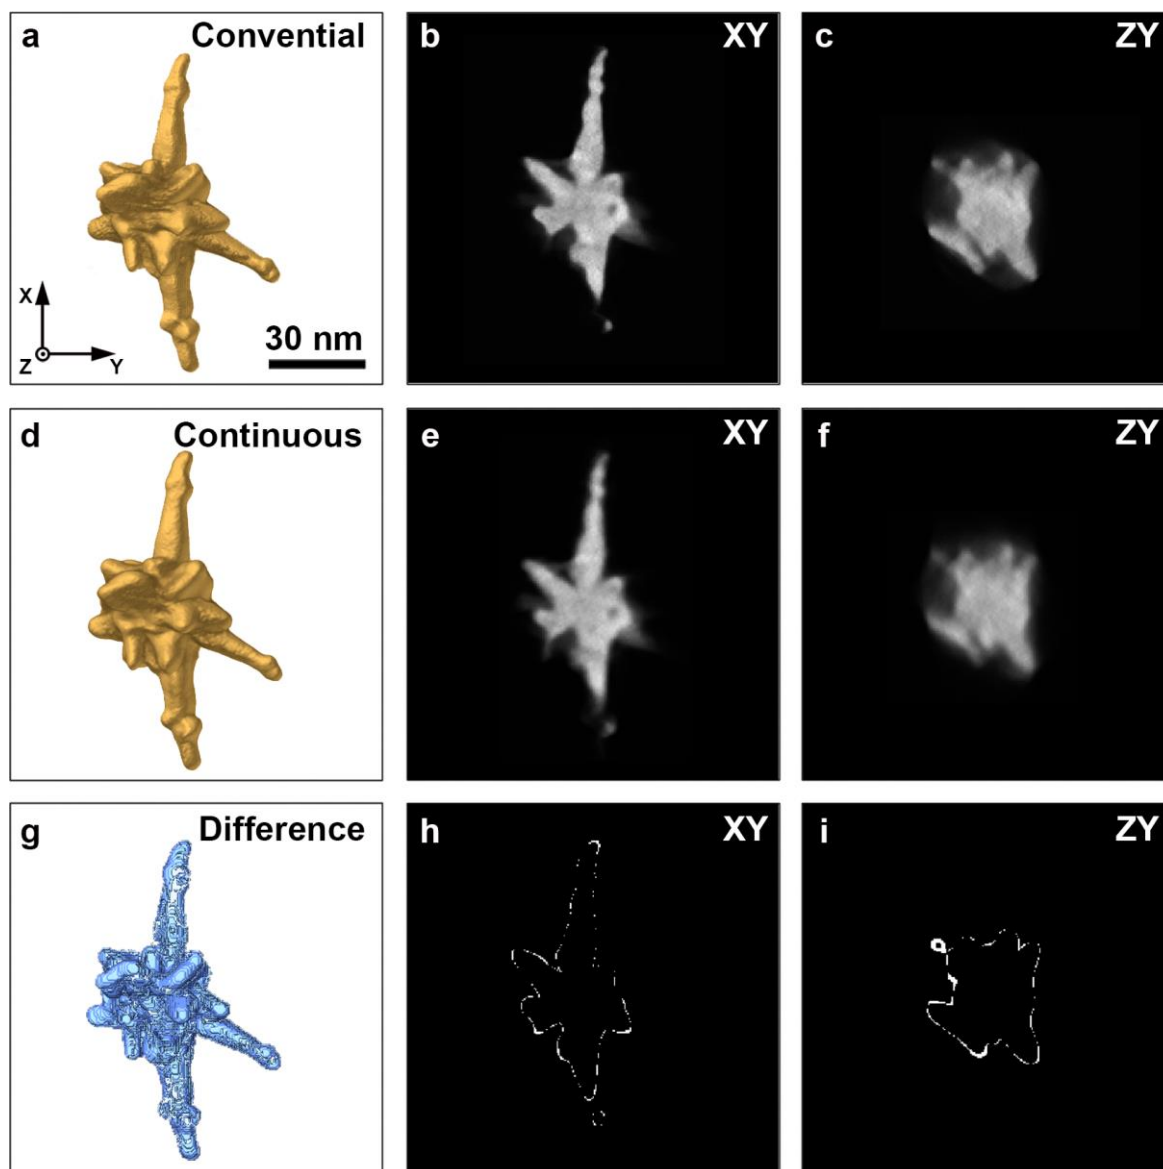 a Convential
b XY
c ZY
X
Z Y
30 nm
d Continuous
e XY
f ZY
g Difference
h XY
i ZY